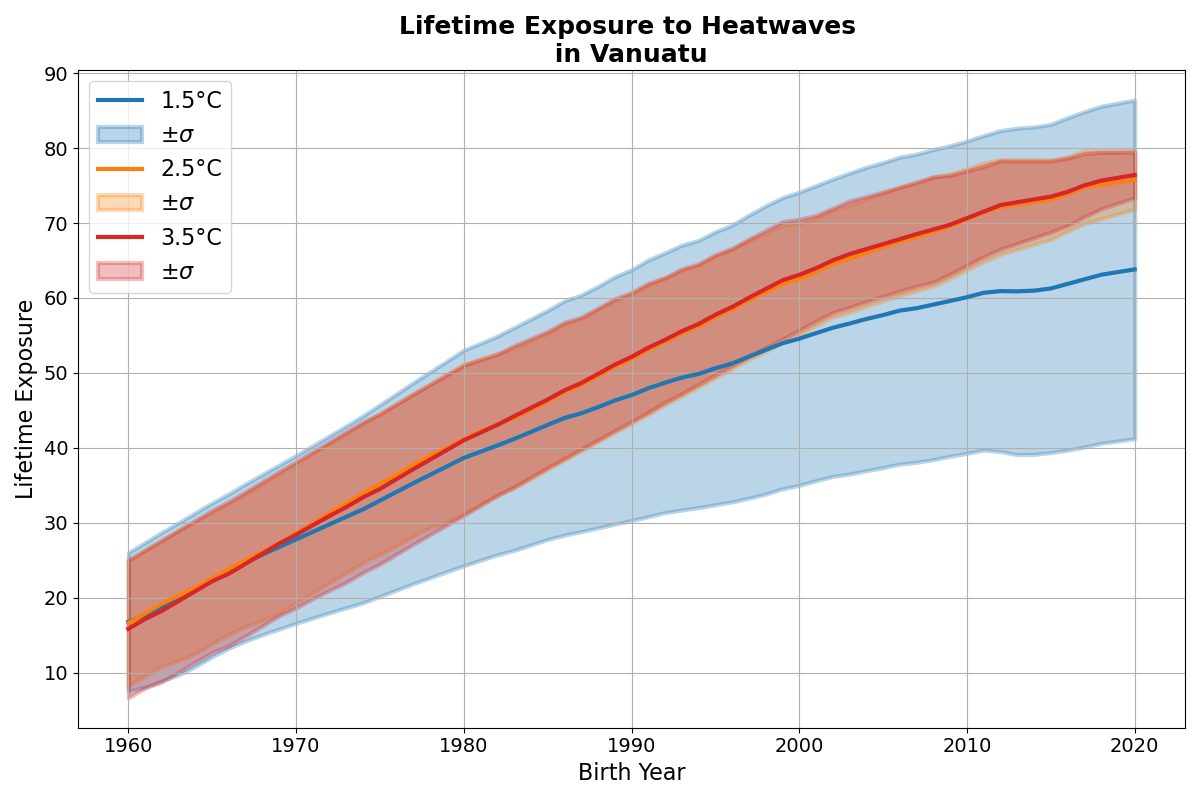 Lifetime Exposure to Heatwaves
in Vanuatu
1.5°C
±σ
2.5°C
±σ
3.5°C
±σ
Lifetime Exposure
90
80
70
60
50
40
30
20
10
1960
1970
1980
1990
2000
2010
2020
Birth Year